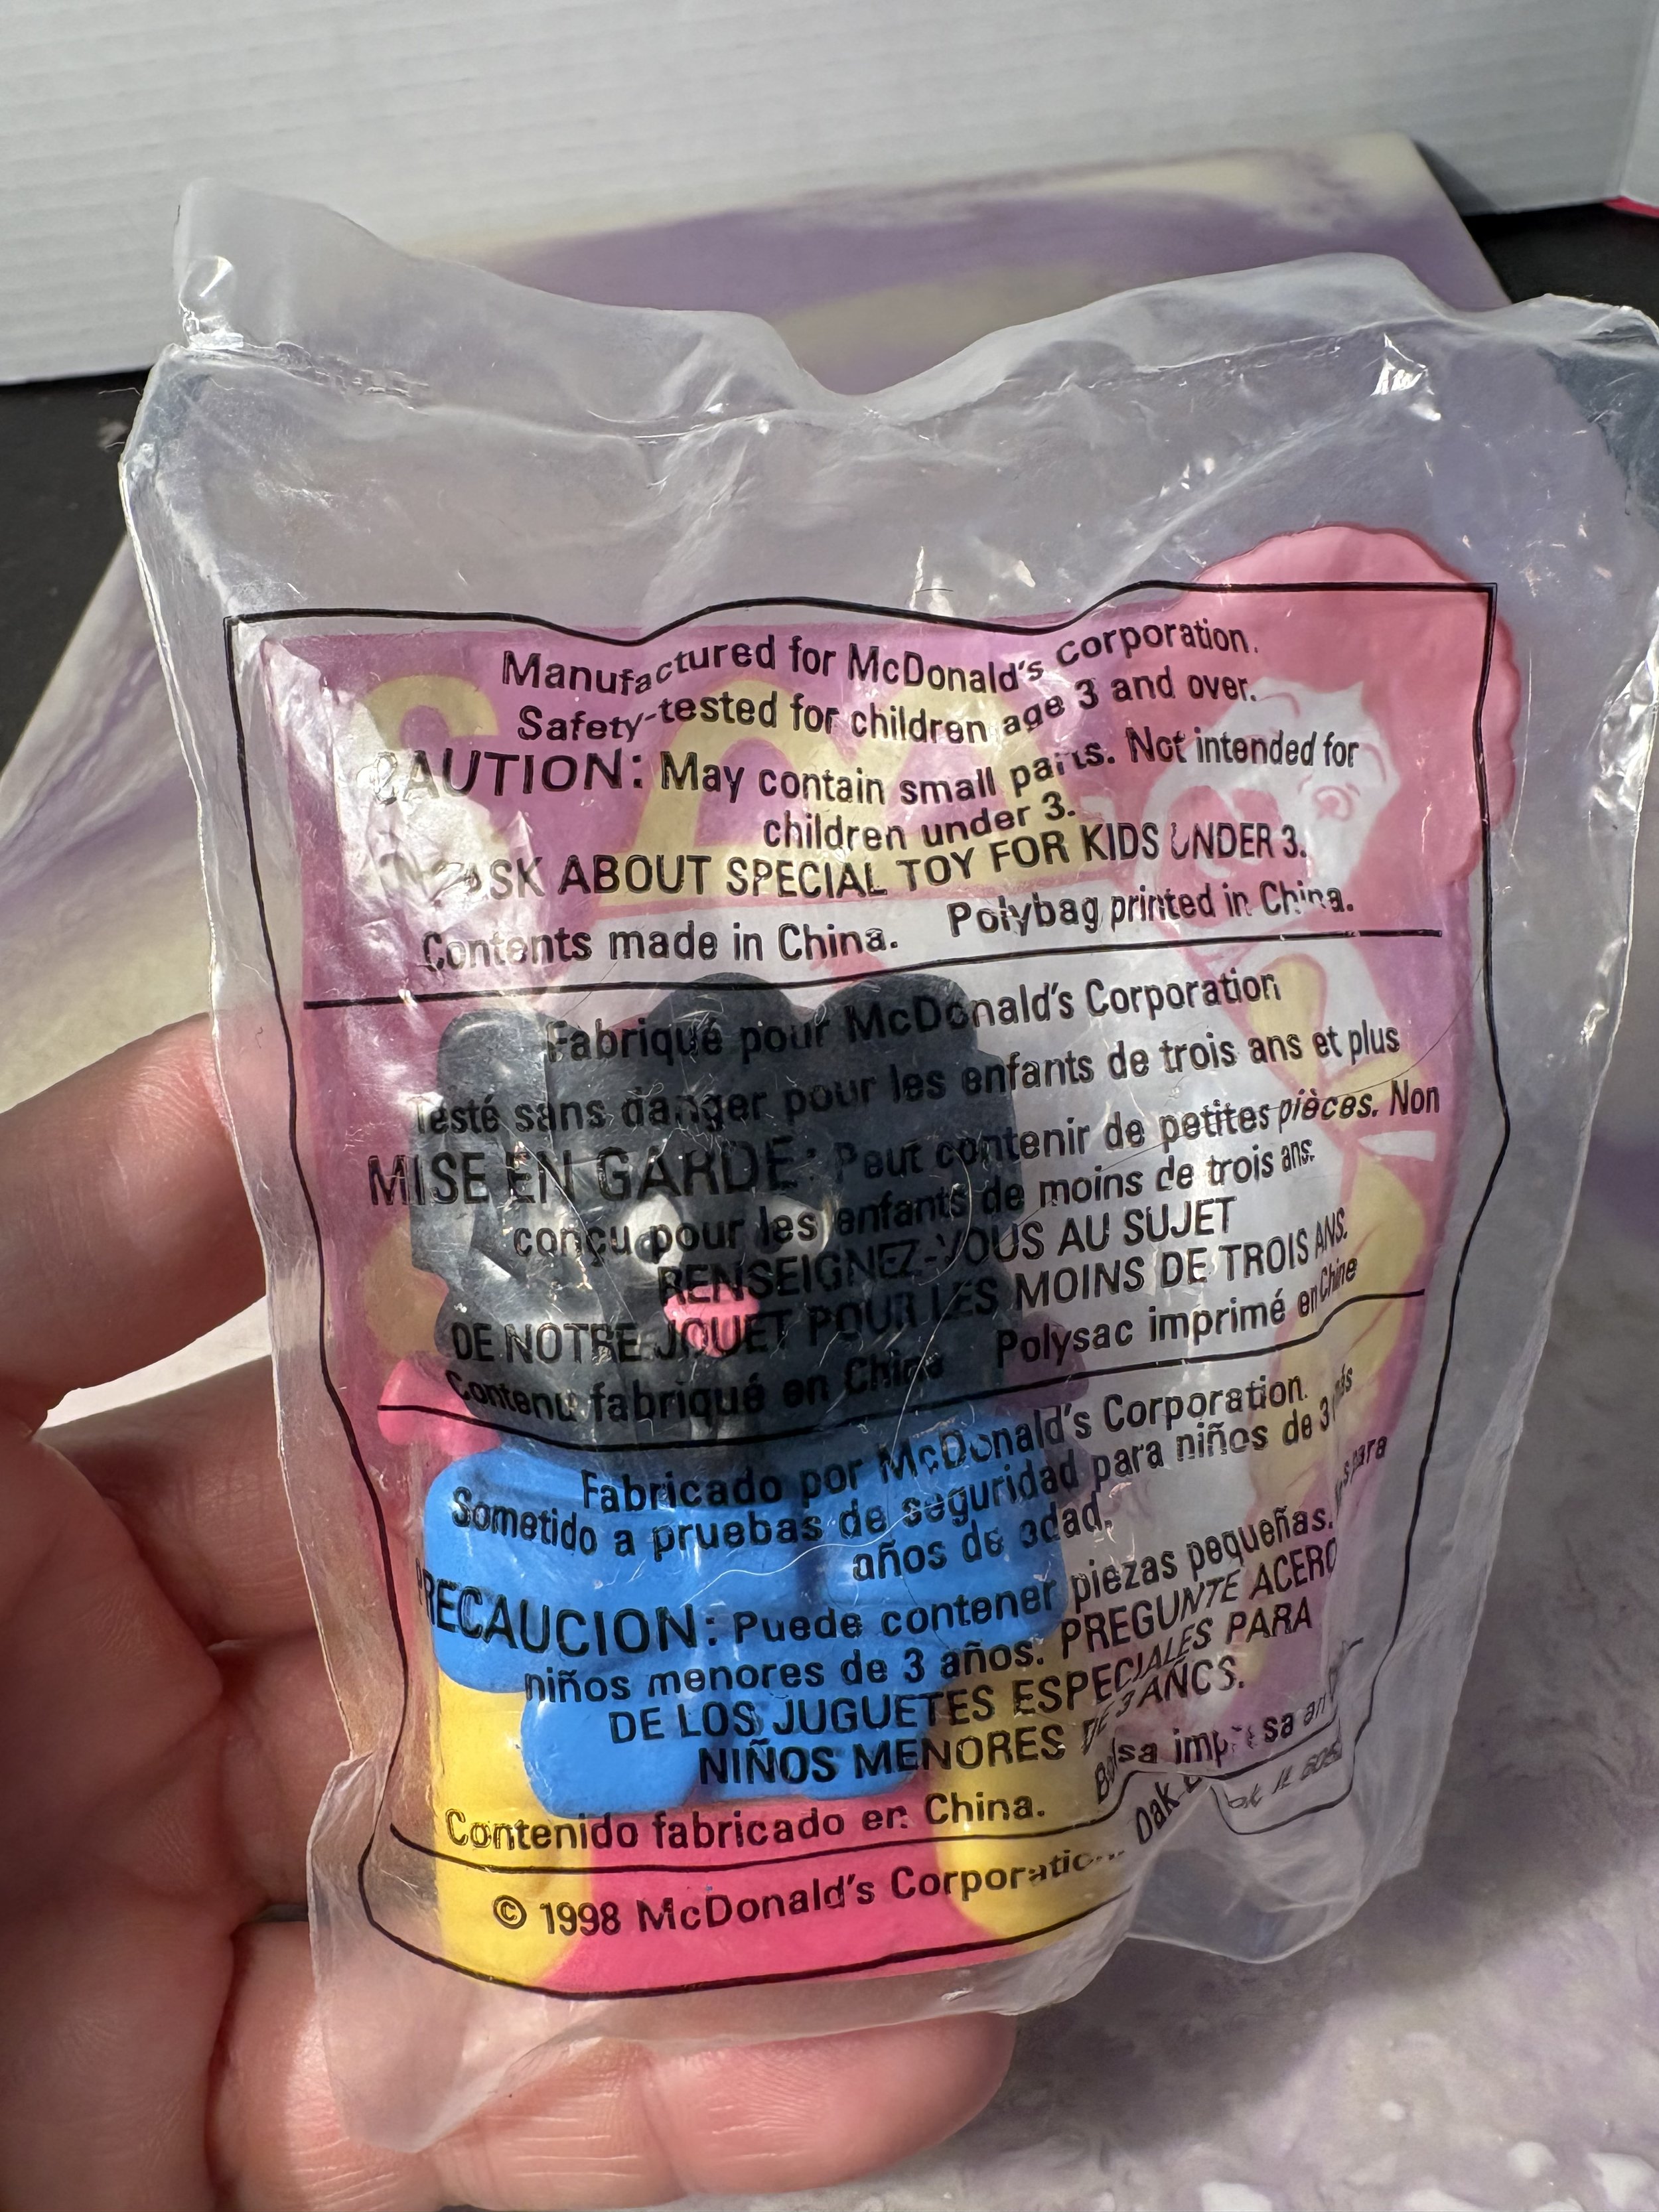 Manufactured for McDonald's Corporation.
Safety-tested for children age 3 and over.
CAUTION: May contain small parts. Not intended for
children under 3.
ASK ABOUT SPECIAL TOY FOR KIDS UNDER 3.
Contents made in China. Polybag printed in China.
Fabriqué pour McDonald's Corporation
Testé sans danger pour les enfants de trois ans et plus
MISE EN GARDE: Peut contenir de petites pièces. Non
conçu pour les enfants de moins de trois ans.
RENSEIGNEZ-VOUS AU SUJET
DE NOTRE JOUET POUR LES MOINS DE TROIS ANS.
Contenu fabriqué en Chine Polysac imprimé en Chine
Fabricado por McDonald's Corporation.
Sometido a pruebas de seguridad para niños de 3 más
años de edad.
PRECAUCION: Puede contener piezas pequeñas. para
niños menores de 3 años. PREGUNTE ACERC
DE LOS JUGUETES ESPECIALES PARA
NIÑOS MENORES DE 3 AÑOS.
Contenido fabricado en China. Bolsa impresa en
© 1998 McDonald's Corporation Oak